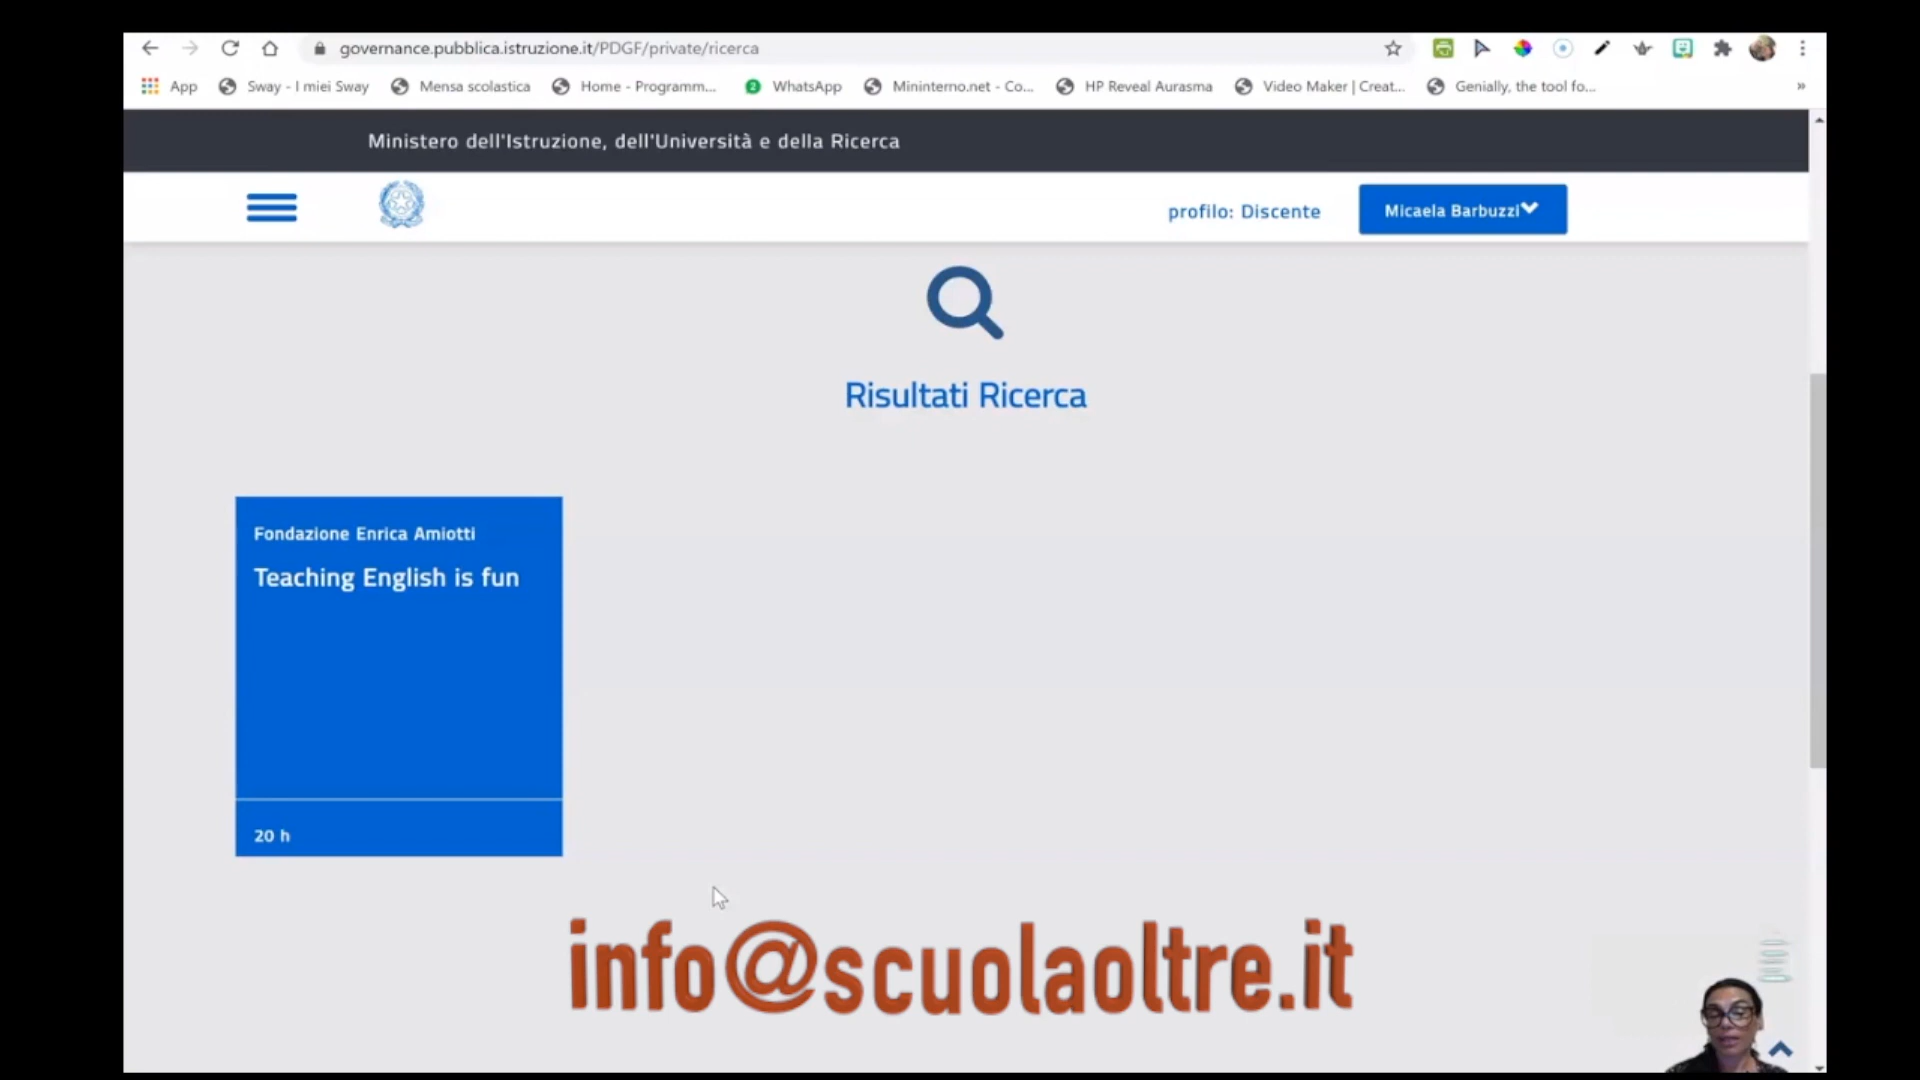 governance.pubblica.istruzione.it/PDGF/private/ricerca
App Sway - I miei Sway Mensa scolastica Home - Programm... 2 WhatsApp Mininterno.net - Co... HP Reveal Aurasma Video Maker | Creat... Genially, the tool fo... »
Ministero dell'Istruzione, dell'Università e della Ricerca
profilo: Discente Micaela Barbuzzi
Risultati Ricerca
Fondazione Enrica Amiotti
Teaching English is fun
20 h
info@scuolaoltre.it